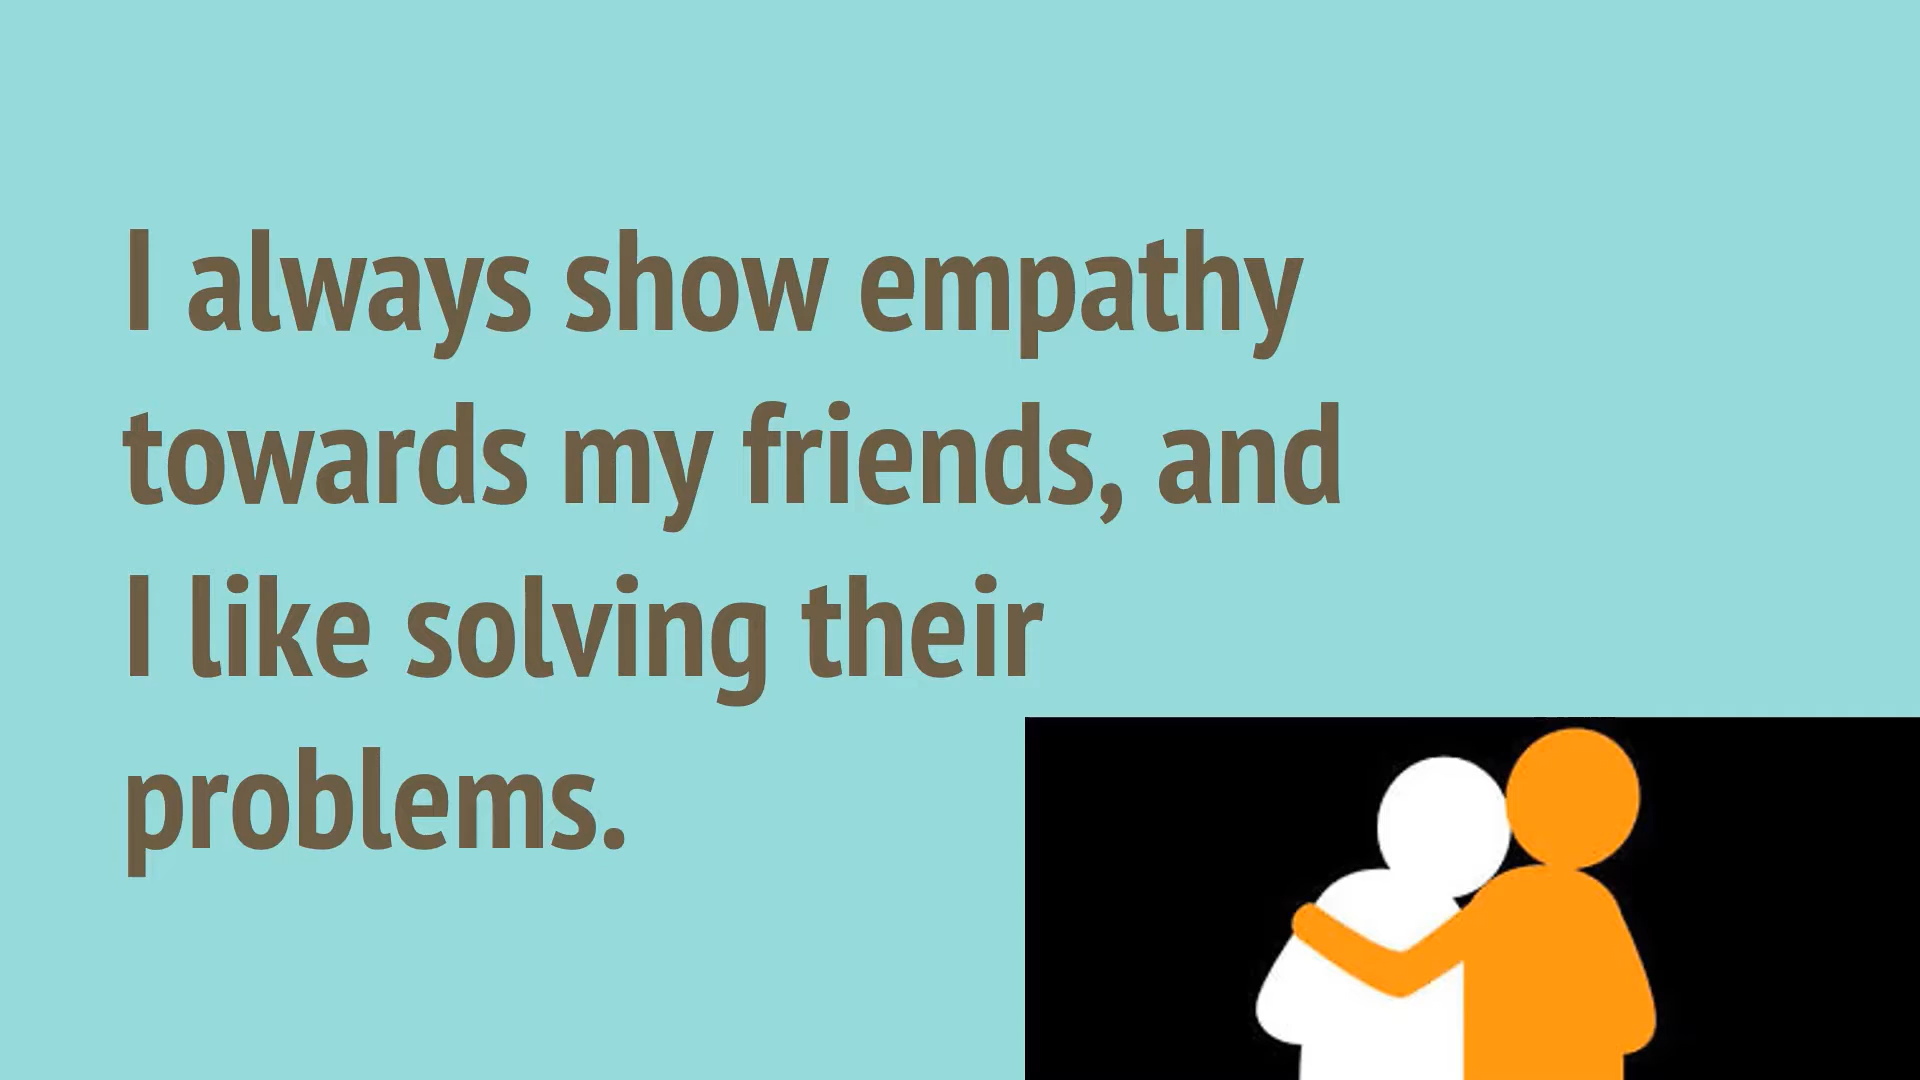 I always show empathy
towards my friends, and
I like solving their
problems.